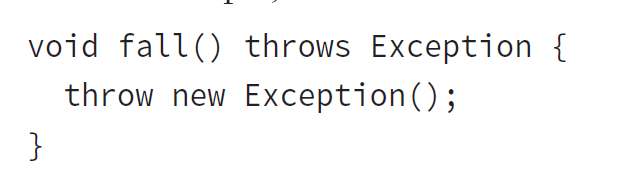 void fall() throws Exception {
  throw new Exception();
}